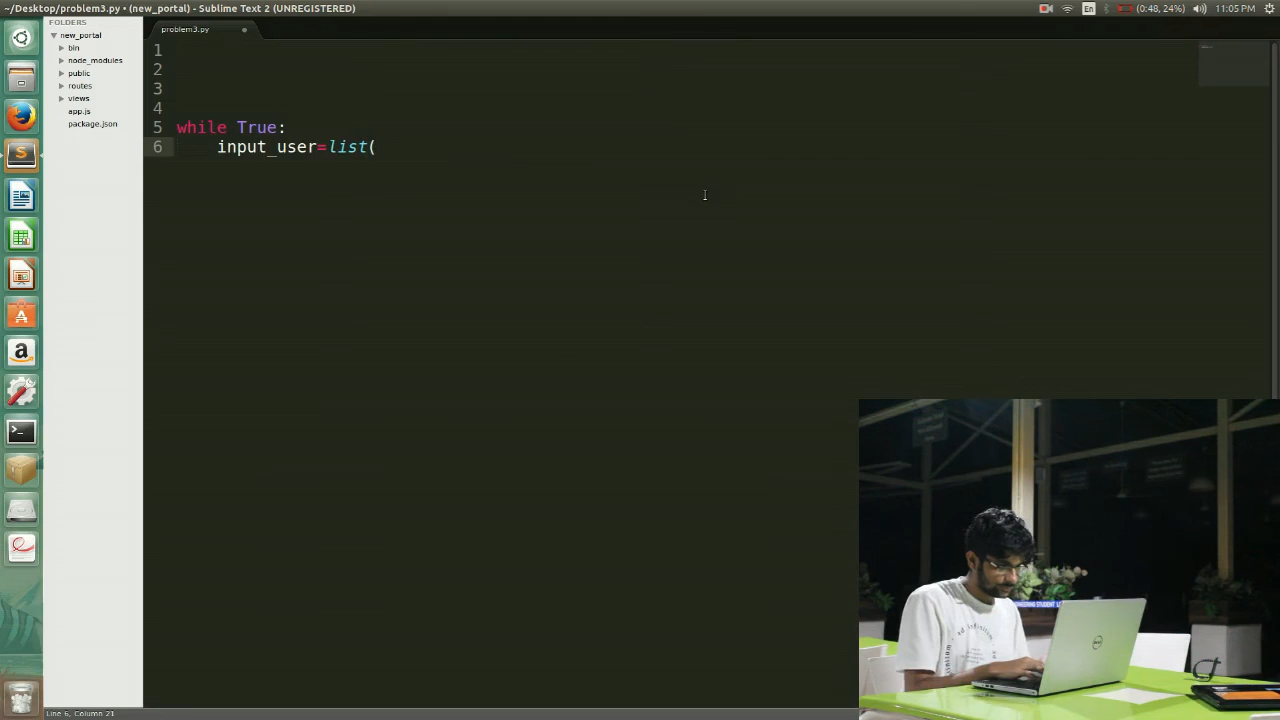 ~/Desktop/problem3.py • (new_portal) - Sublime Text 2 (UNREGISTERED)
En
(0:48, 24%)
11:05 PM
FOLDERS
new_portal
bin
node_modules
public
routes
views
app.js
package.json
problem3.py
1
2
3
4
5 while True:
6 input_user=list(
Line 6, Column 21